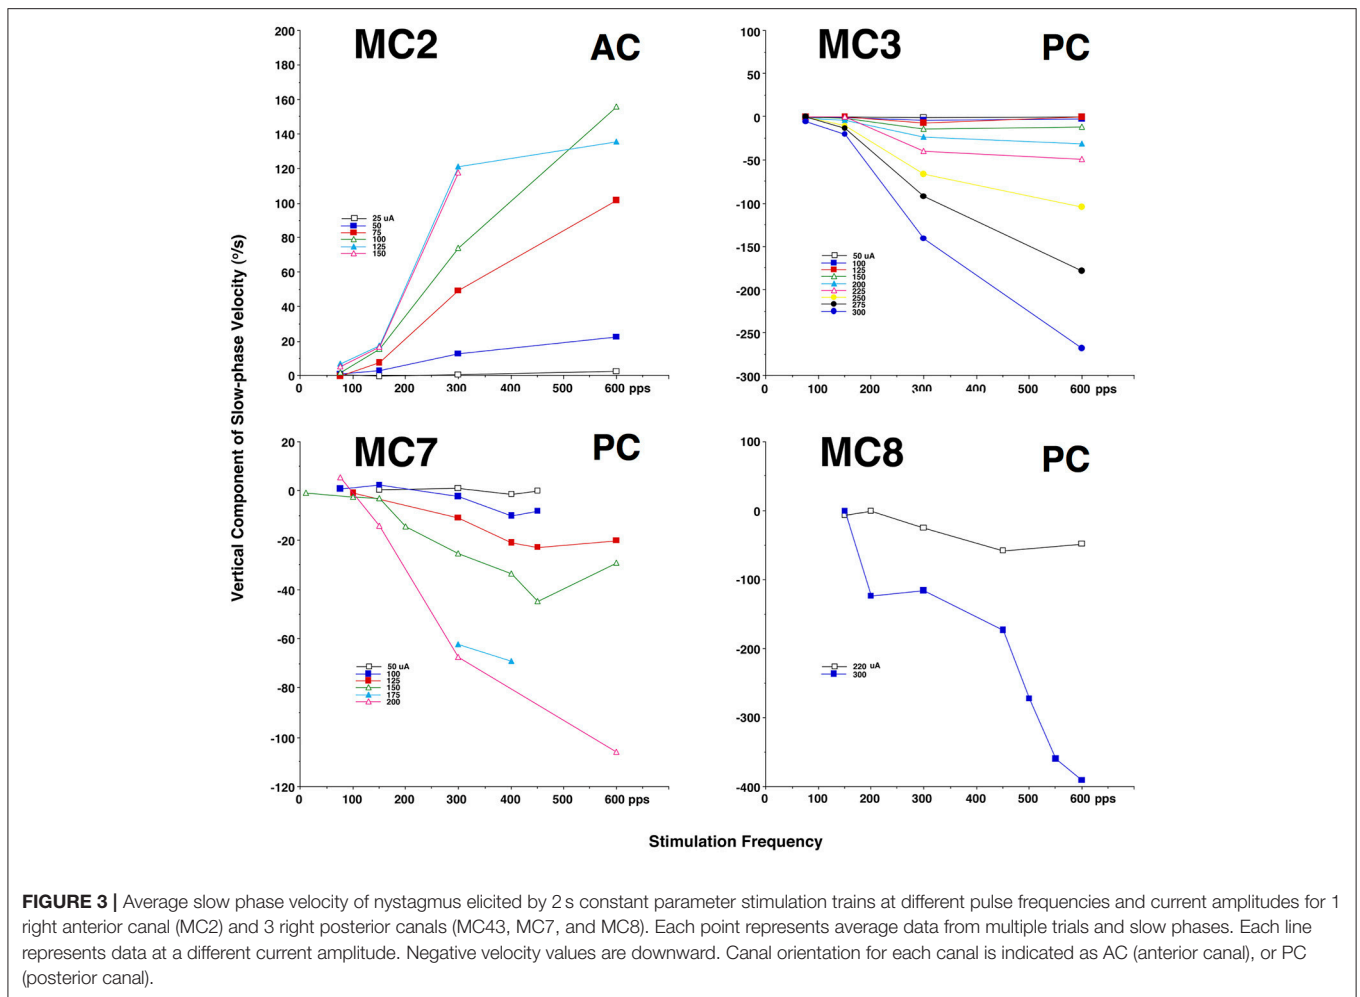 MC2 AC
200
180
160
140
120
100
80
60
40
20
0
25 uA
50
75
100
125
150
100 200 300 400 500 600 pps
MC3 PC
100
50
0
-50
-100
-150
-200
-250
-300
50 uA
100
125
150
200
225
250
275
300
0 100 200 300 400 500 600 pps
Vertical Component of Slow-phase Velocity (º/s)
MC7 PC
20
0
-20
-40
-60
-80
-100
-120
50 uA
100
125
150
175
200
0 100 200 300 400 500 600 pps
MC8 PC
100
0
-100
-200
-300
-400
220 uA
300
0 100 200 300 400 500 600 pps
Stimulation Frequency
FIGURE 3 | Average slow phase velocity of nystagmus elicited by 2 s constant parameter stimulation trains at different pulse frequencies and current amplitudes for 1
right anterior canal (MC2) and 3 right posterior canals (MC43, MC7, and MC8). Each point represents average data from multiple trials and slow phases. Each line
represents data at a different current amplitude. Negative velocity values are downward. Canal orientation for each canal is indicated as AC (anterior canal), or PC
(posterior canal).